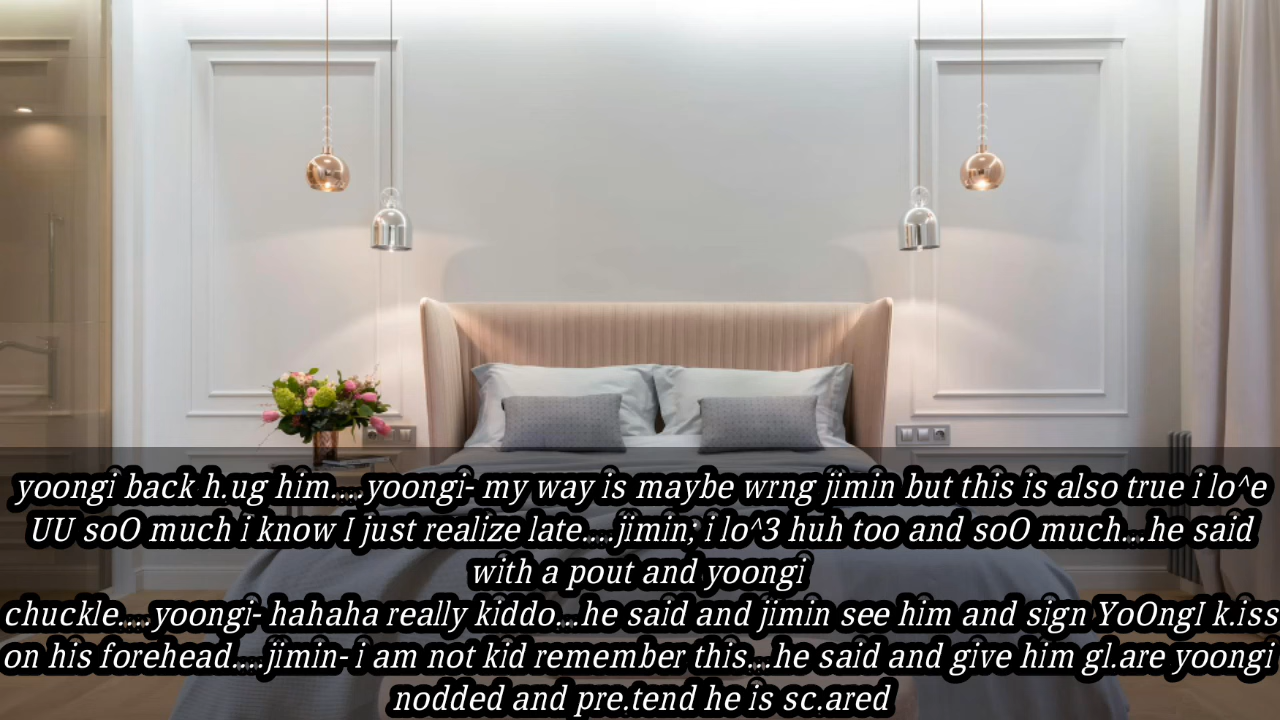 yoongi back h.ug him....yoongi- my way is maybe wrng jimin but this is also true i lo^e
UU soO much i know I just realize late....jimin; i lo^3 huh too and soO much...he said
with a pout and yoongi
chuckle....yoongi- hahaha really kiddo...he said and jimin see him and sign YoOngI k.iss
on his forehead....jimin- i am not kid remember this...he said and give him gl.are yoongi
nodded and pre.tend he is sc.ared